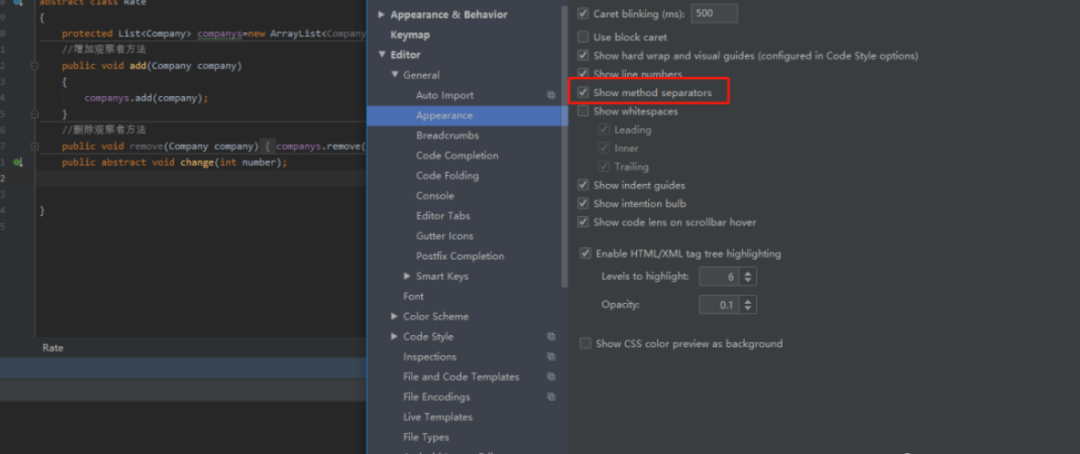 abstract class Rate
{
protected List<Company> companys=new ArrayList<Company
//增加观察者方法
public void add(Company company)
{
companys.add(company);
}
//删除观察者方法
public void remove(Company company) { companys.remove(
public abstract void change(int number);
}
Rate
Appearance & Behavior
Keymap
Editor
General
Auto Import
Appearance
Breadcrumbs
Code Completion
Code Folding
Console
Editor Tabs
Gutter Icons
Postfix Completion
Smart Keys
Font
Color Scheme
Code Style
Inspections
File and Code Templates
File Encodings
Live Templates
File Types
Caret blinking (ms): 500
Use block caret
Show hard wrap and visual guides (configured in Code Style options)
Show line numbers
Show method separators
Show whitespaces
Leading
Inner
Trailing
Show indent guides
Show intention bulb
Show code lens on scrollbar hover
Enable HTML/XML tag tree highlighting
Levels to highlight: 6
Opacity: 0.1
Show CSS color preview as background